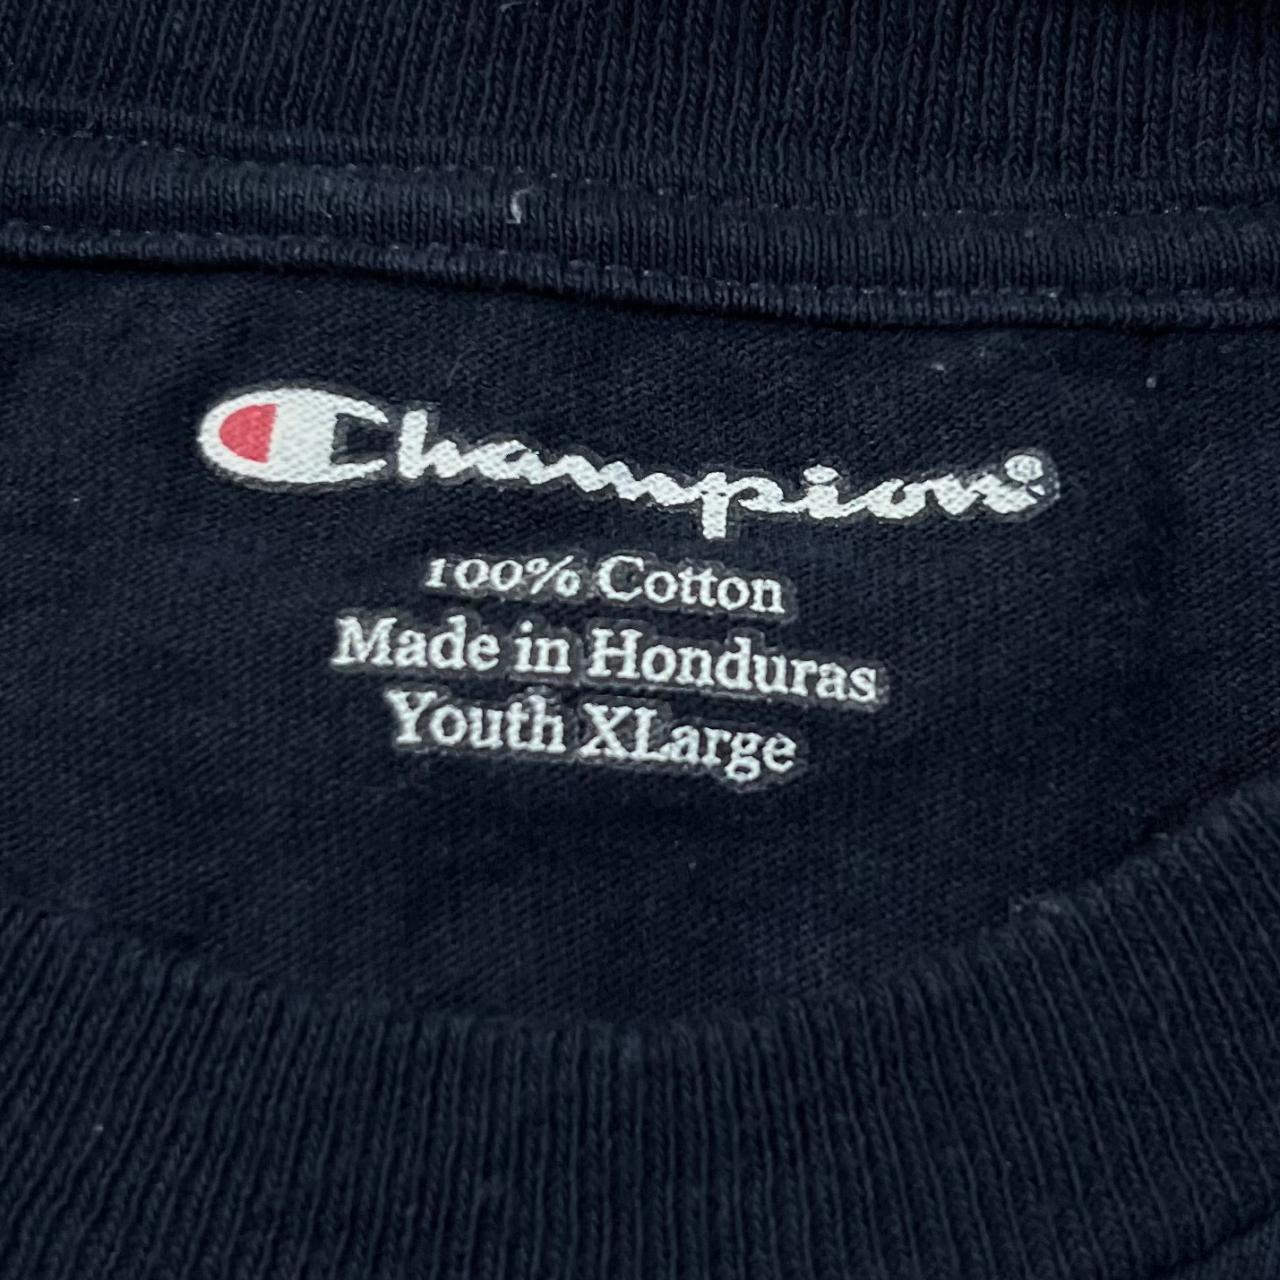 Champion®
100% Cotton
Made in Honduras
Youth XLarge